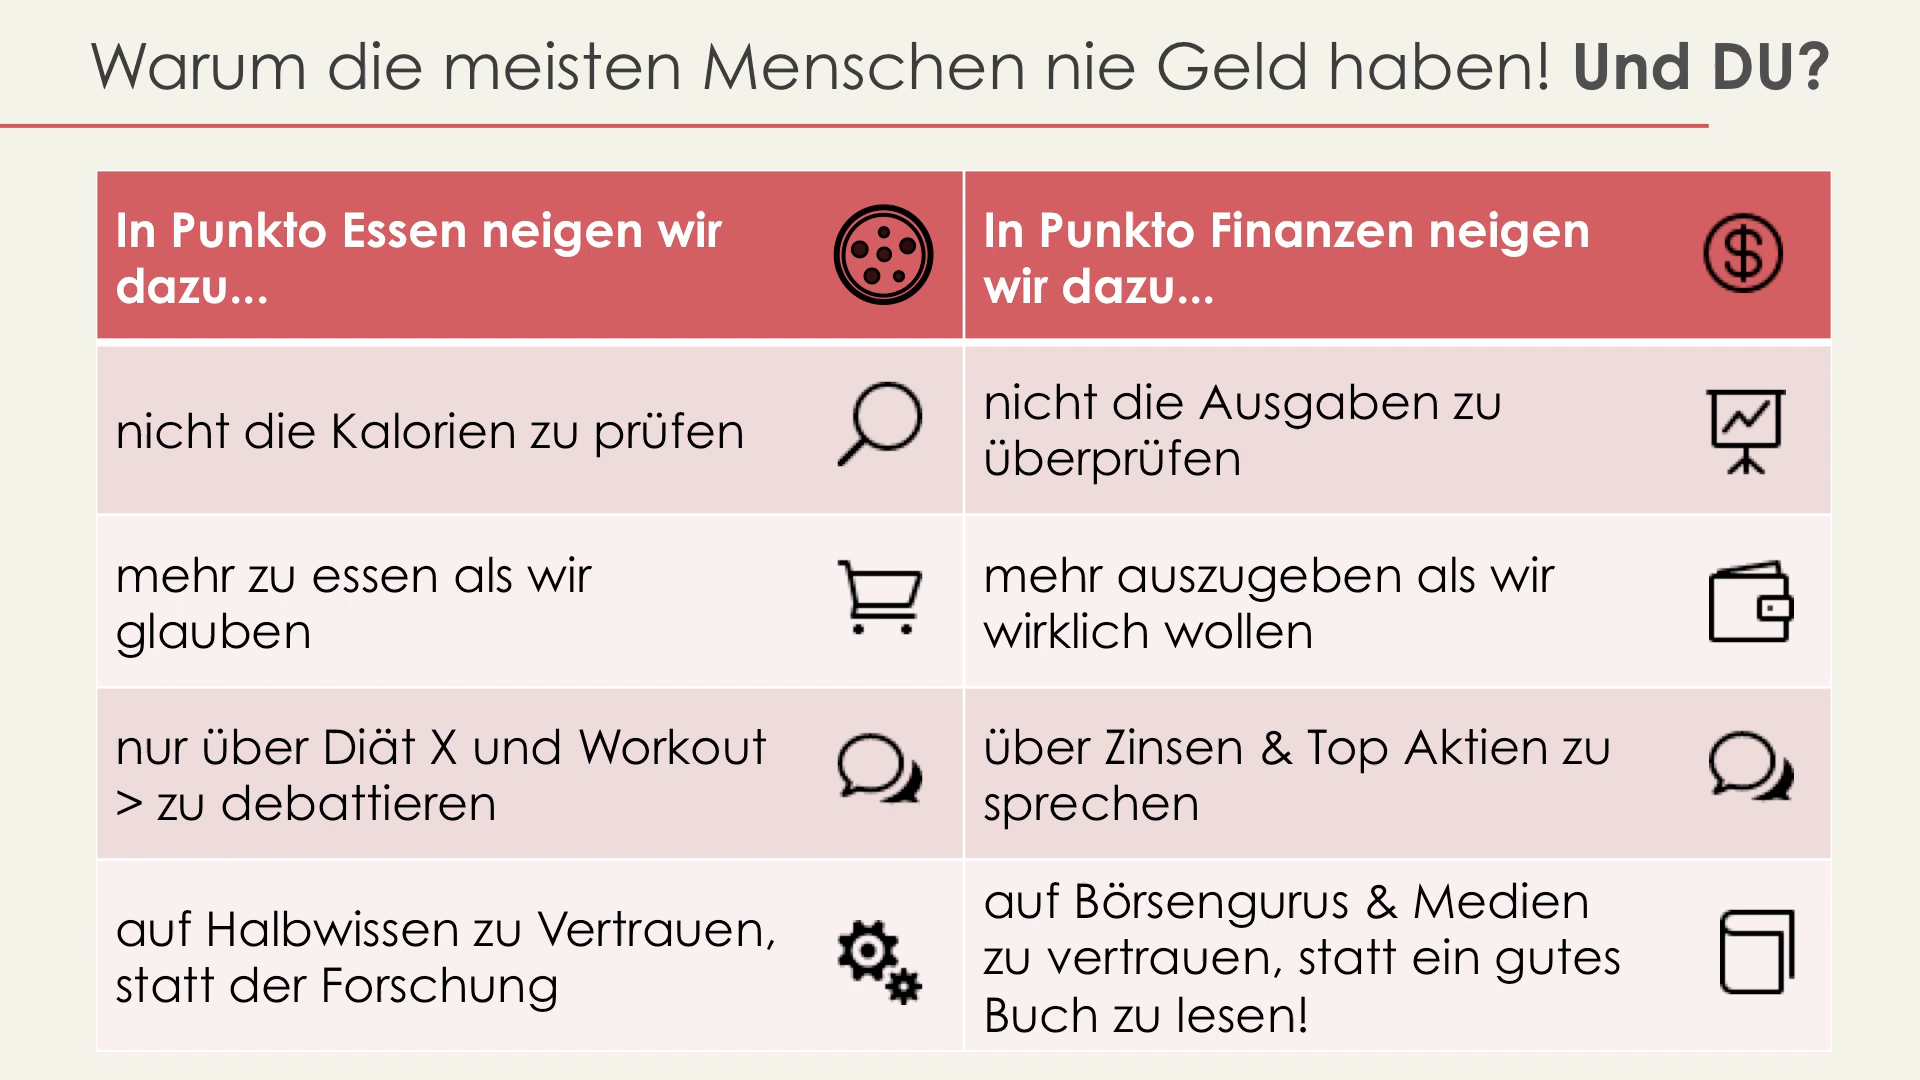 Warum die meisten Menschen nie Geld haben! Und DU?
In Punkto Essen neigen wir
dazu...
In Punkto Finanzen neigen
wir dazu...
nicht die Kalorien zu prüfen
nicht die Ausgaben zu
überprüfen
mehr zu essen als wir
glauben
mehr auszugeben als wir
wirklich wollen
nur über Diät X und Workout
> zu debattieren
über Zinsen & Top Aktien zu
sprechen
auf Halbwissen zu Vertrauen,
statt der Forschung
auf Börsengurus & Medien
zu vertrauen, statt ein gutes
Buch zu lesen!